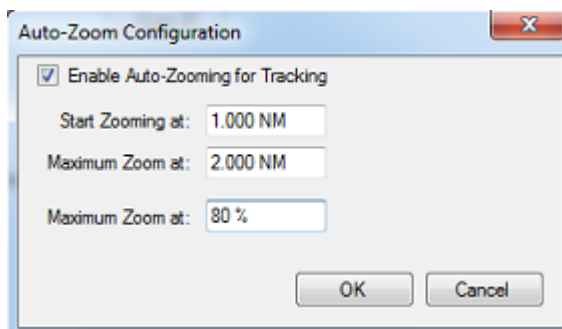 Auto-Zoom Configuration
Enable Auto-Zooming for Tracking
Start Zooming at: 1.000 NM
Maximum Zoom at: 2.000 NM
Maximum Zoom at: 80 %
OK Cancel